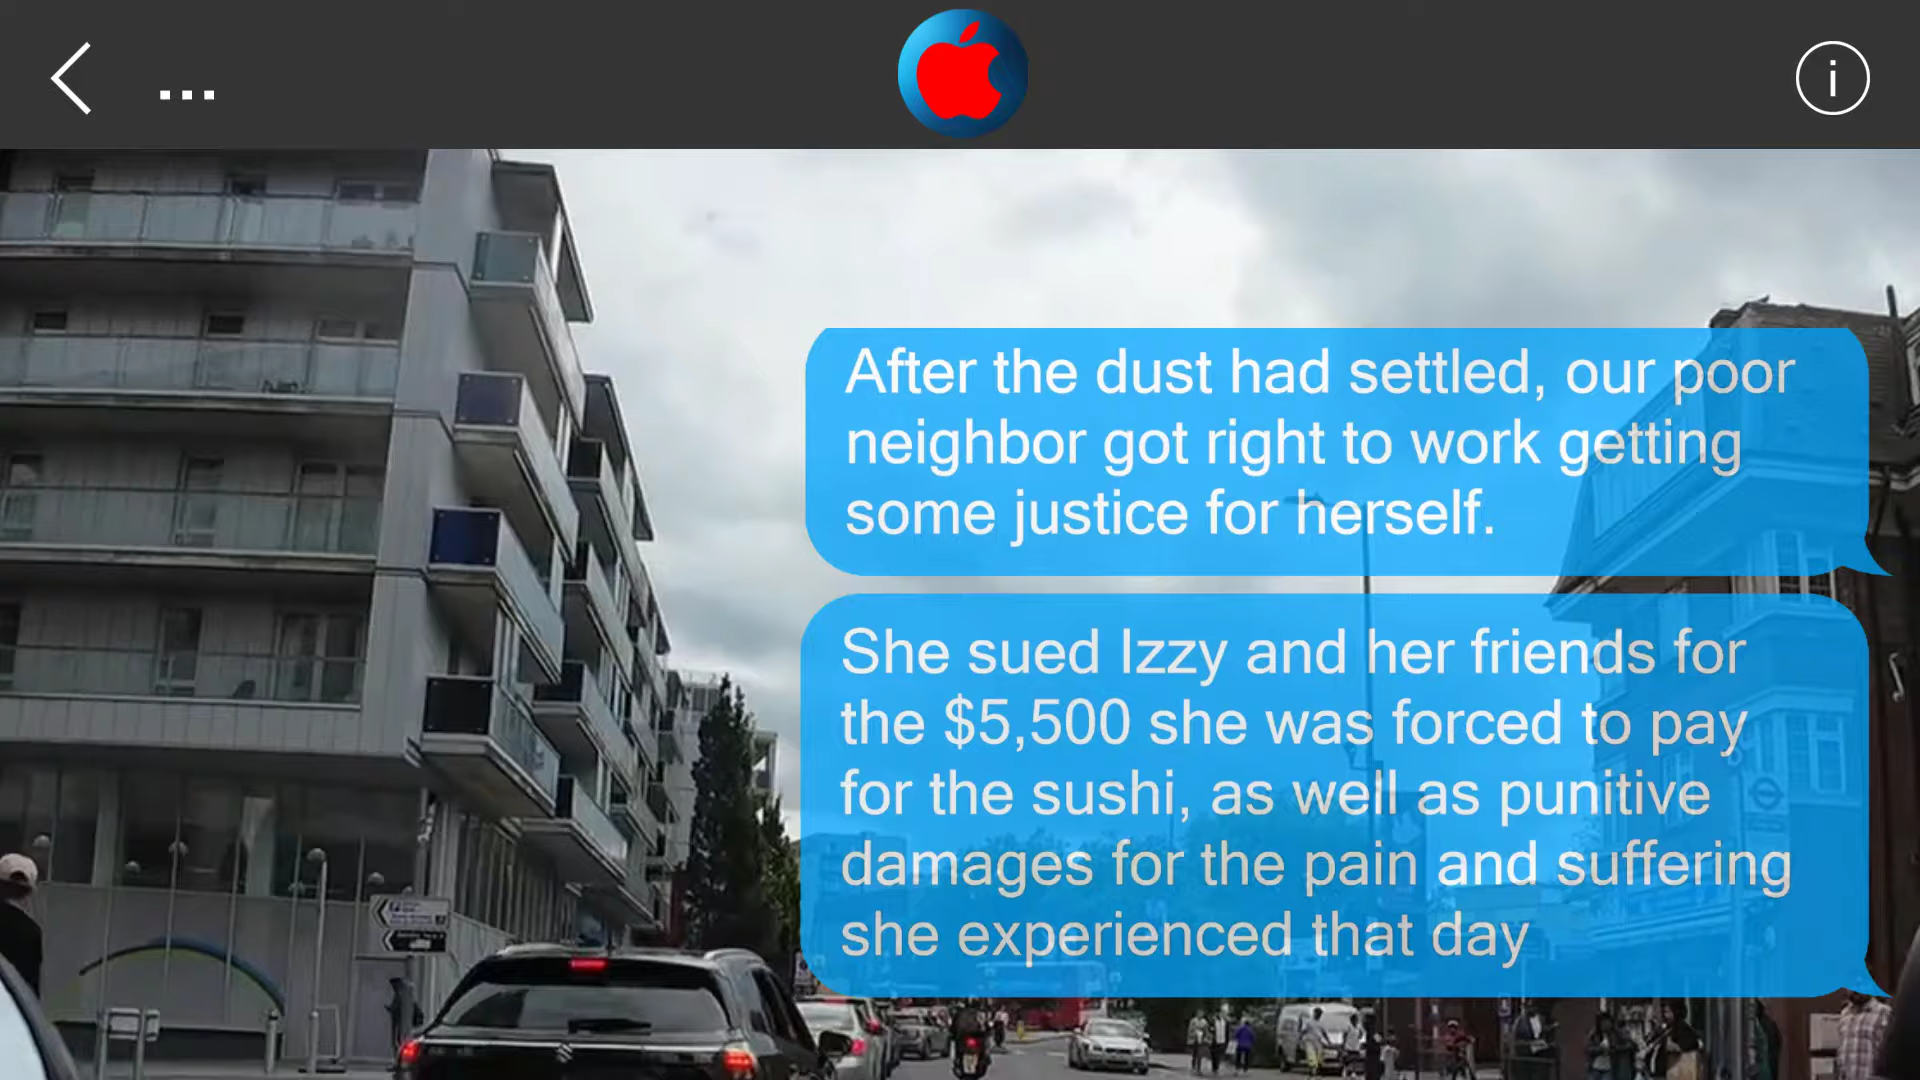 ...
After the dust had settled, our poor
neighbor got right to work getting
some justice for herself.
She sued Izzy and her friends for
the $5,500 she was forced to pay
for the sushi, as well as punitive
damages for the pain and suffering
she experienced that day